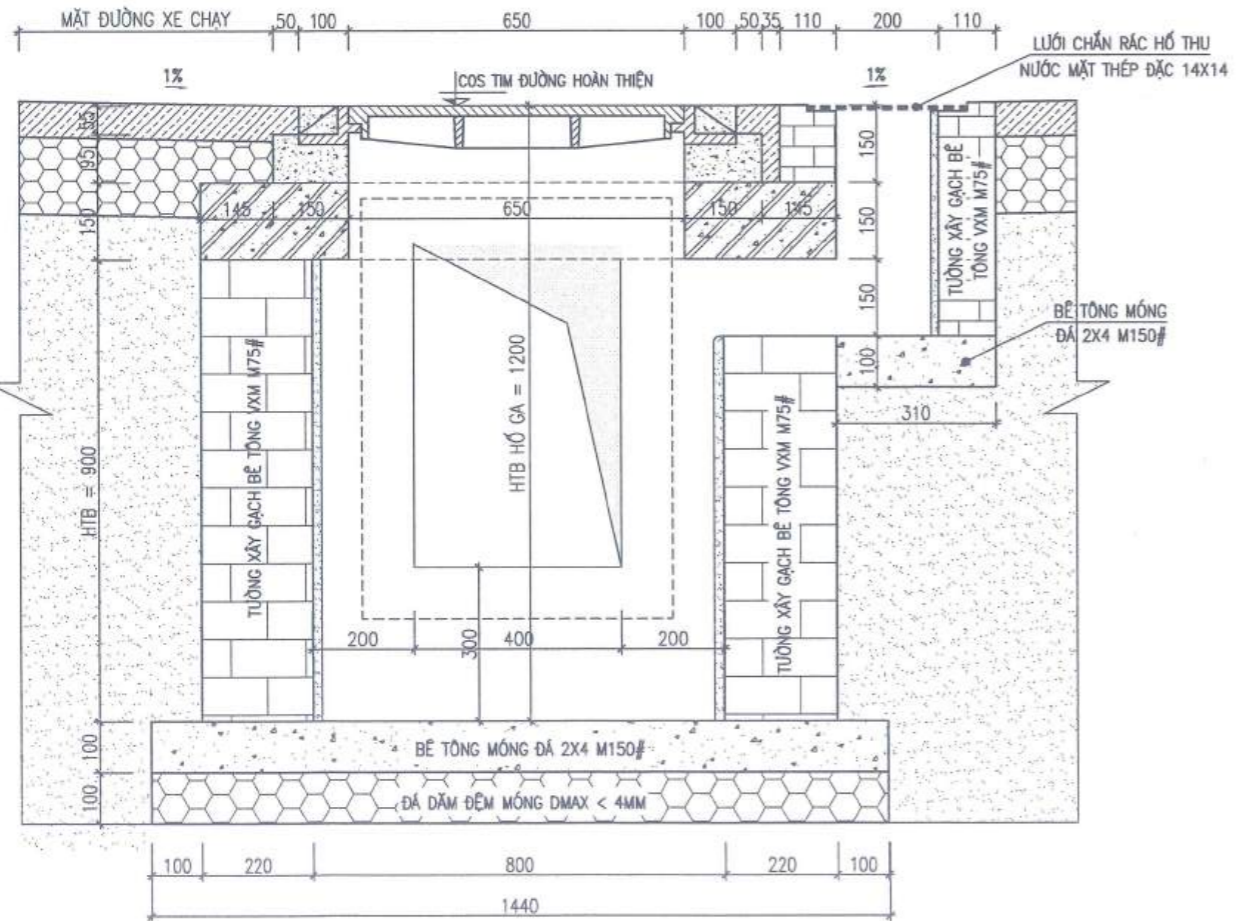 MẶT ĐƯỜNG XE CHẠY
50 100
650
100 50 35 110
200
110
LƯỚI CHẮN RÁC HỐ THU
NƯỚC MẶT THÉP ĐẶC 14X14
1%
COS TIM ĐƯỜNG HOÀN THIỆN
1%
55
95
150
150
145
150
650
150
145
150
150
100
TƯỜNG XÂY GẠCH BÊ
TÔNG VXM M75#
BÊ TÔNG MÓNG
ĐÁ 2X4 M150#
310
HTB = 900
TƯỜNG XÂY GẠCH BÊ TÔNG VXM M75#
HTB HỐ GA = 1200
TƯỜNG XÂY GẠCH BÊ TÔNG VXM M75#
200
300
400
200
100
BÊ TÔNG MÓNG ĐÁ 2X4 M150#
100
ĐÁ DĂM ĐỆM MÓNG DMAX < 4MM
100
220
800
220
100
1440